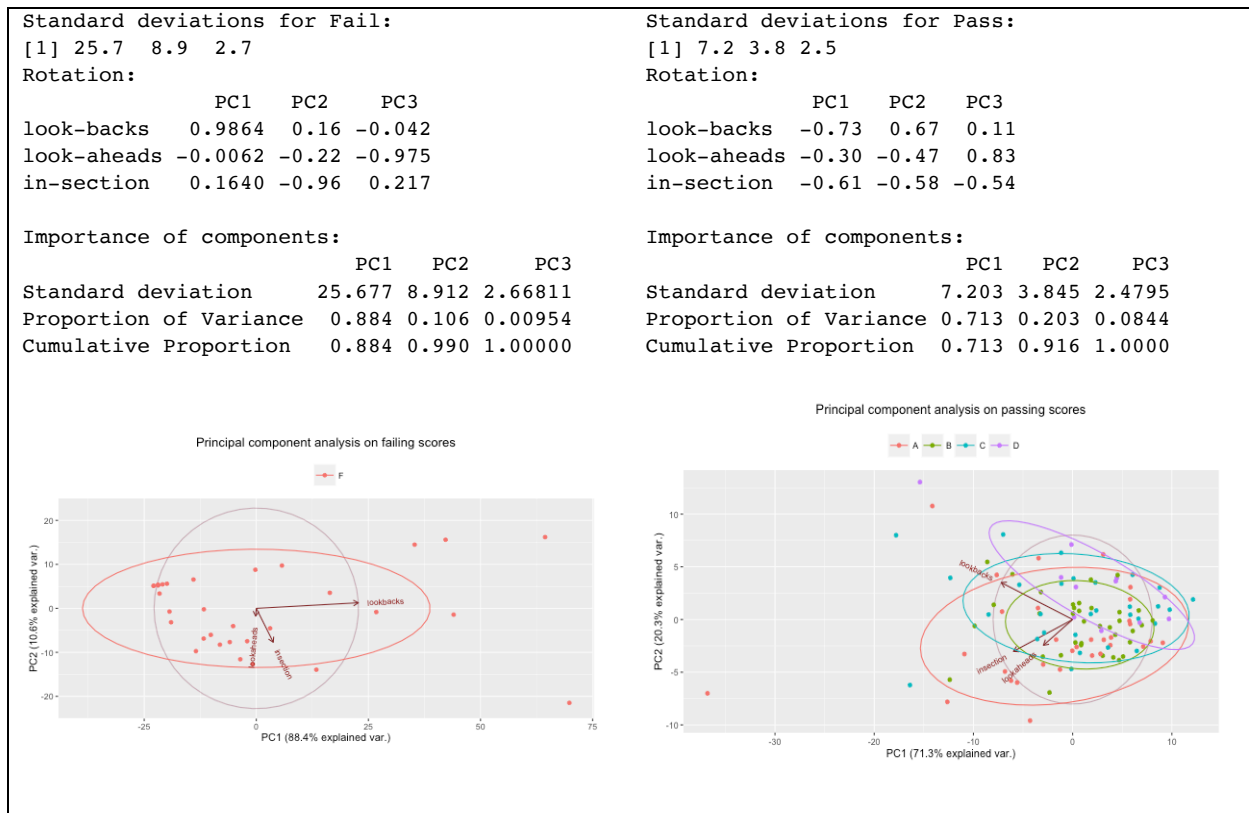 Standard deviations for Fail:
[1] 25.7 8.9 2.7
Rotation:
PC1 PC2 PC3
look-backs 0.9864 0.16 -0.042
look-aheads -0.0062 -0.22 -0.975
in-section 0.1640 -0.96 0.217
Importance of components:
PC1 PC2 PC3
Standard deviation 25.677 8.912 2.66811
Proportion of Variance 0.884 0.106 0.00954
Cumulative Proportion 0.884 0.990 1.00000
Principal component analysis on failing scores
F
20
10
0
-10
-20
PC2 (10.6% explained var.)
lookbacks
lookaheads
insection
-25 0 25 50 75
PC1 (88.4% explained var.)
Standard deviations for Pass:
[1] 7.2 3.8 2.5
Rotation:
PC1 PC2 PC3
look-backs -0.73 0.67 0.11
look-aheads -0.30 -0.47 0.83
in-section -0.61 -0.58 -0.54
Importance of components:
PC1 PC2 PC3
Standard deviation 7.203 3.845 2.4795
Proportion of Variance 0.713 0.203 0.0844
Cumulative Proportion 0.713 0.916 1.0000
Principal component analysis on passing scores
A B C D
10
5
0
-5
-10
PC2 (20.3% explained var.)
lookbacks
insection
lookaheads
-30 -20 -10 0 10
PC1 (71.3% explained var.)